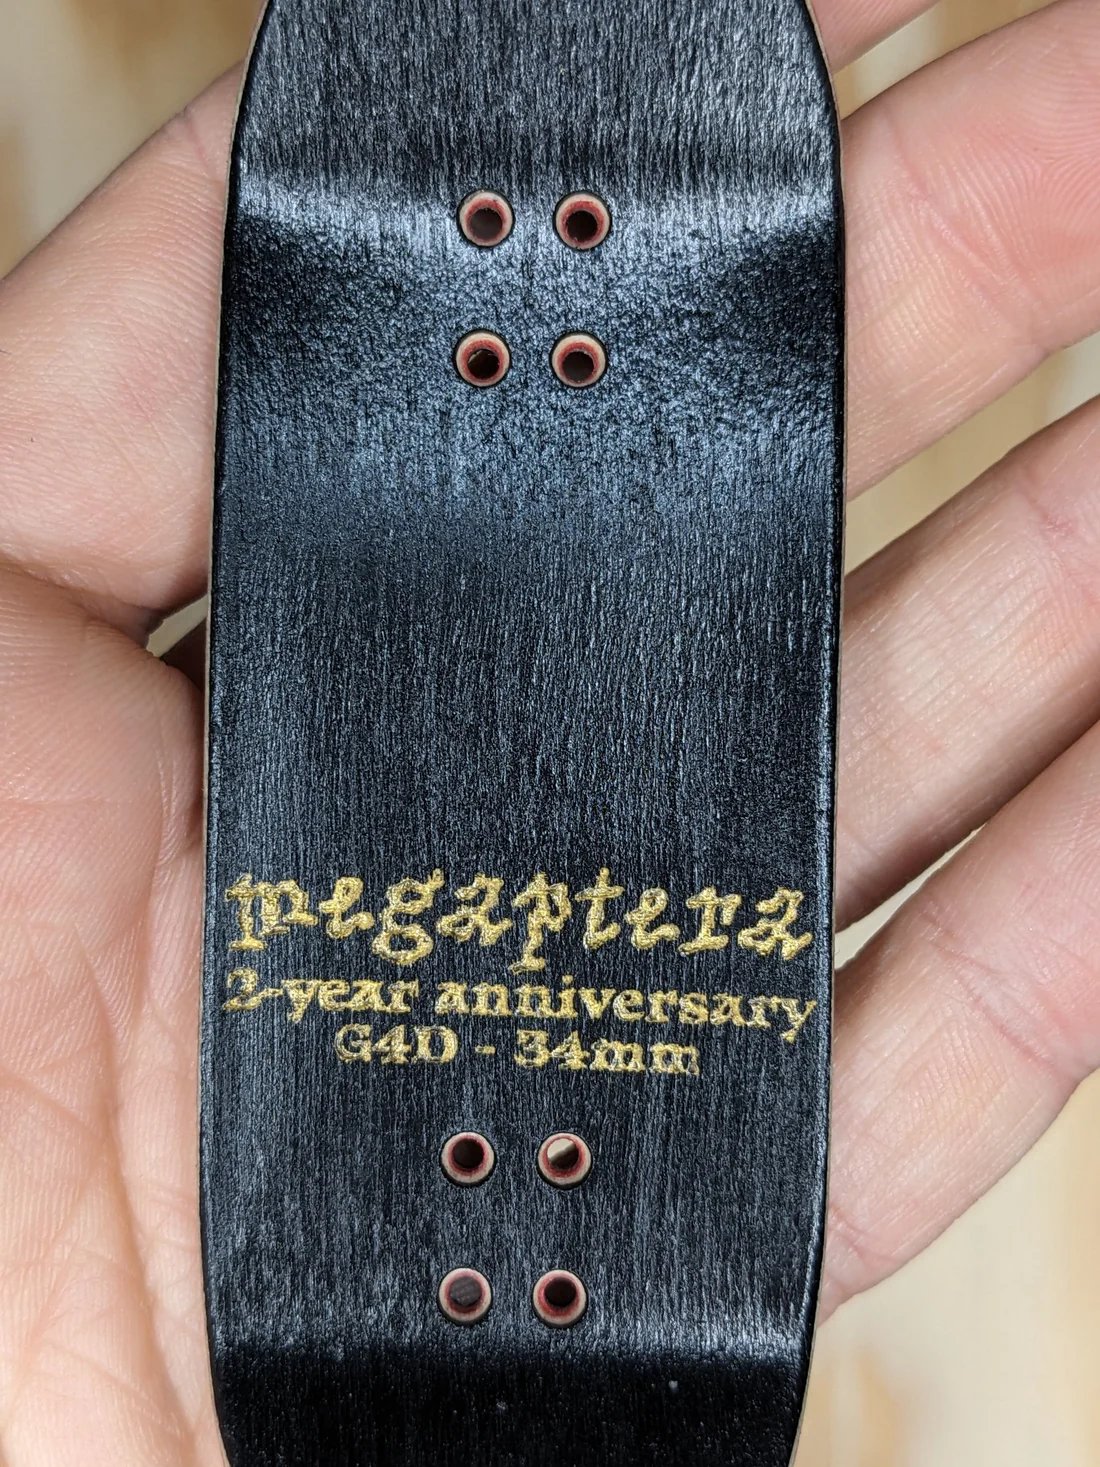 megaptera
2-year anniversary
G4D - 34mm